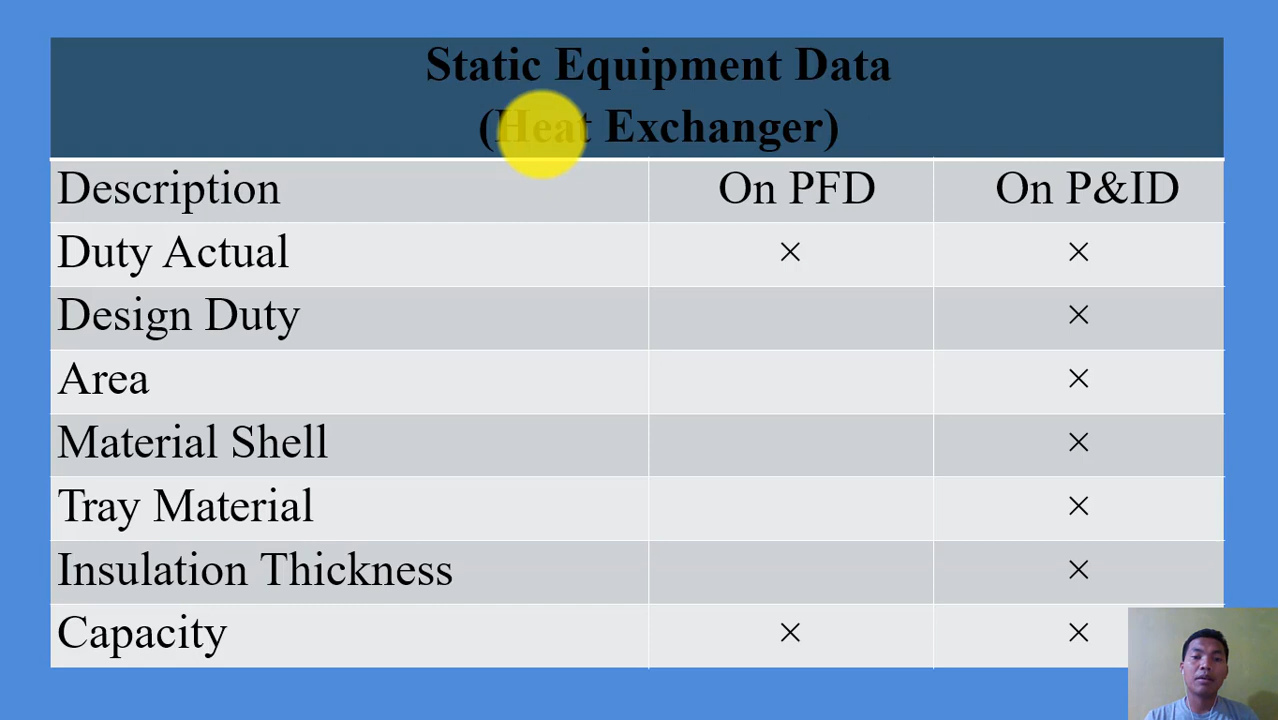 Static Equipment Data
(Heat Exchanger)
Description On PFD On P&ID
Duty Actual × ×
Design Duty ×
Area ×
Material Shell ×
Tray Material ×
Insulation Thickness ×
Capacity × ×